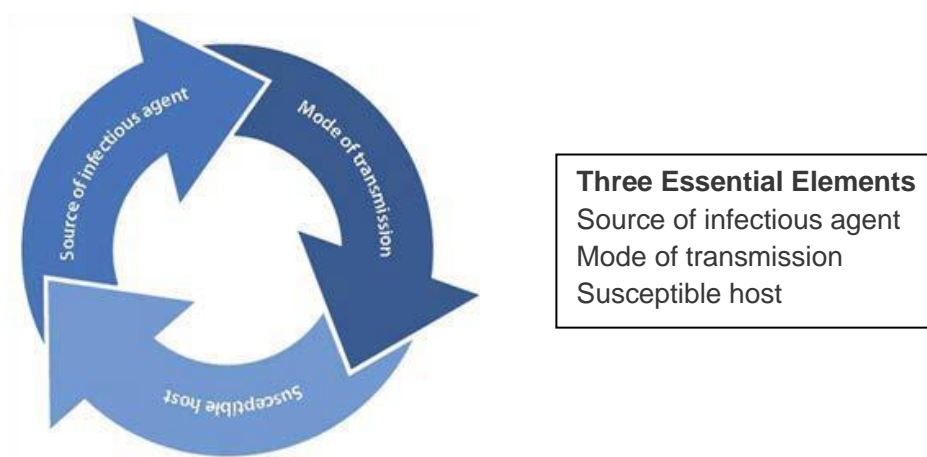 Source of infectious agent
Mode of transmission
Susceptible host
Three Essential Elements
Source of infectious agent
Mode of transmission
Susceptible host